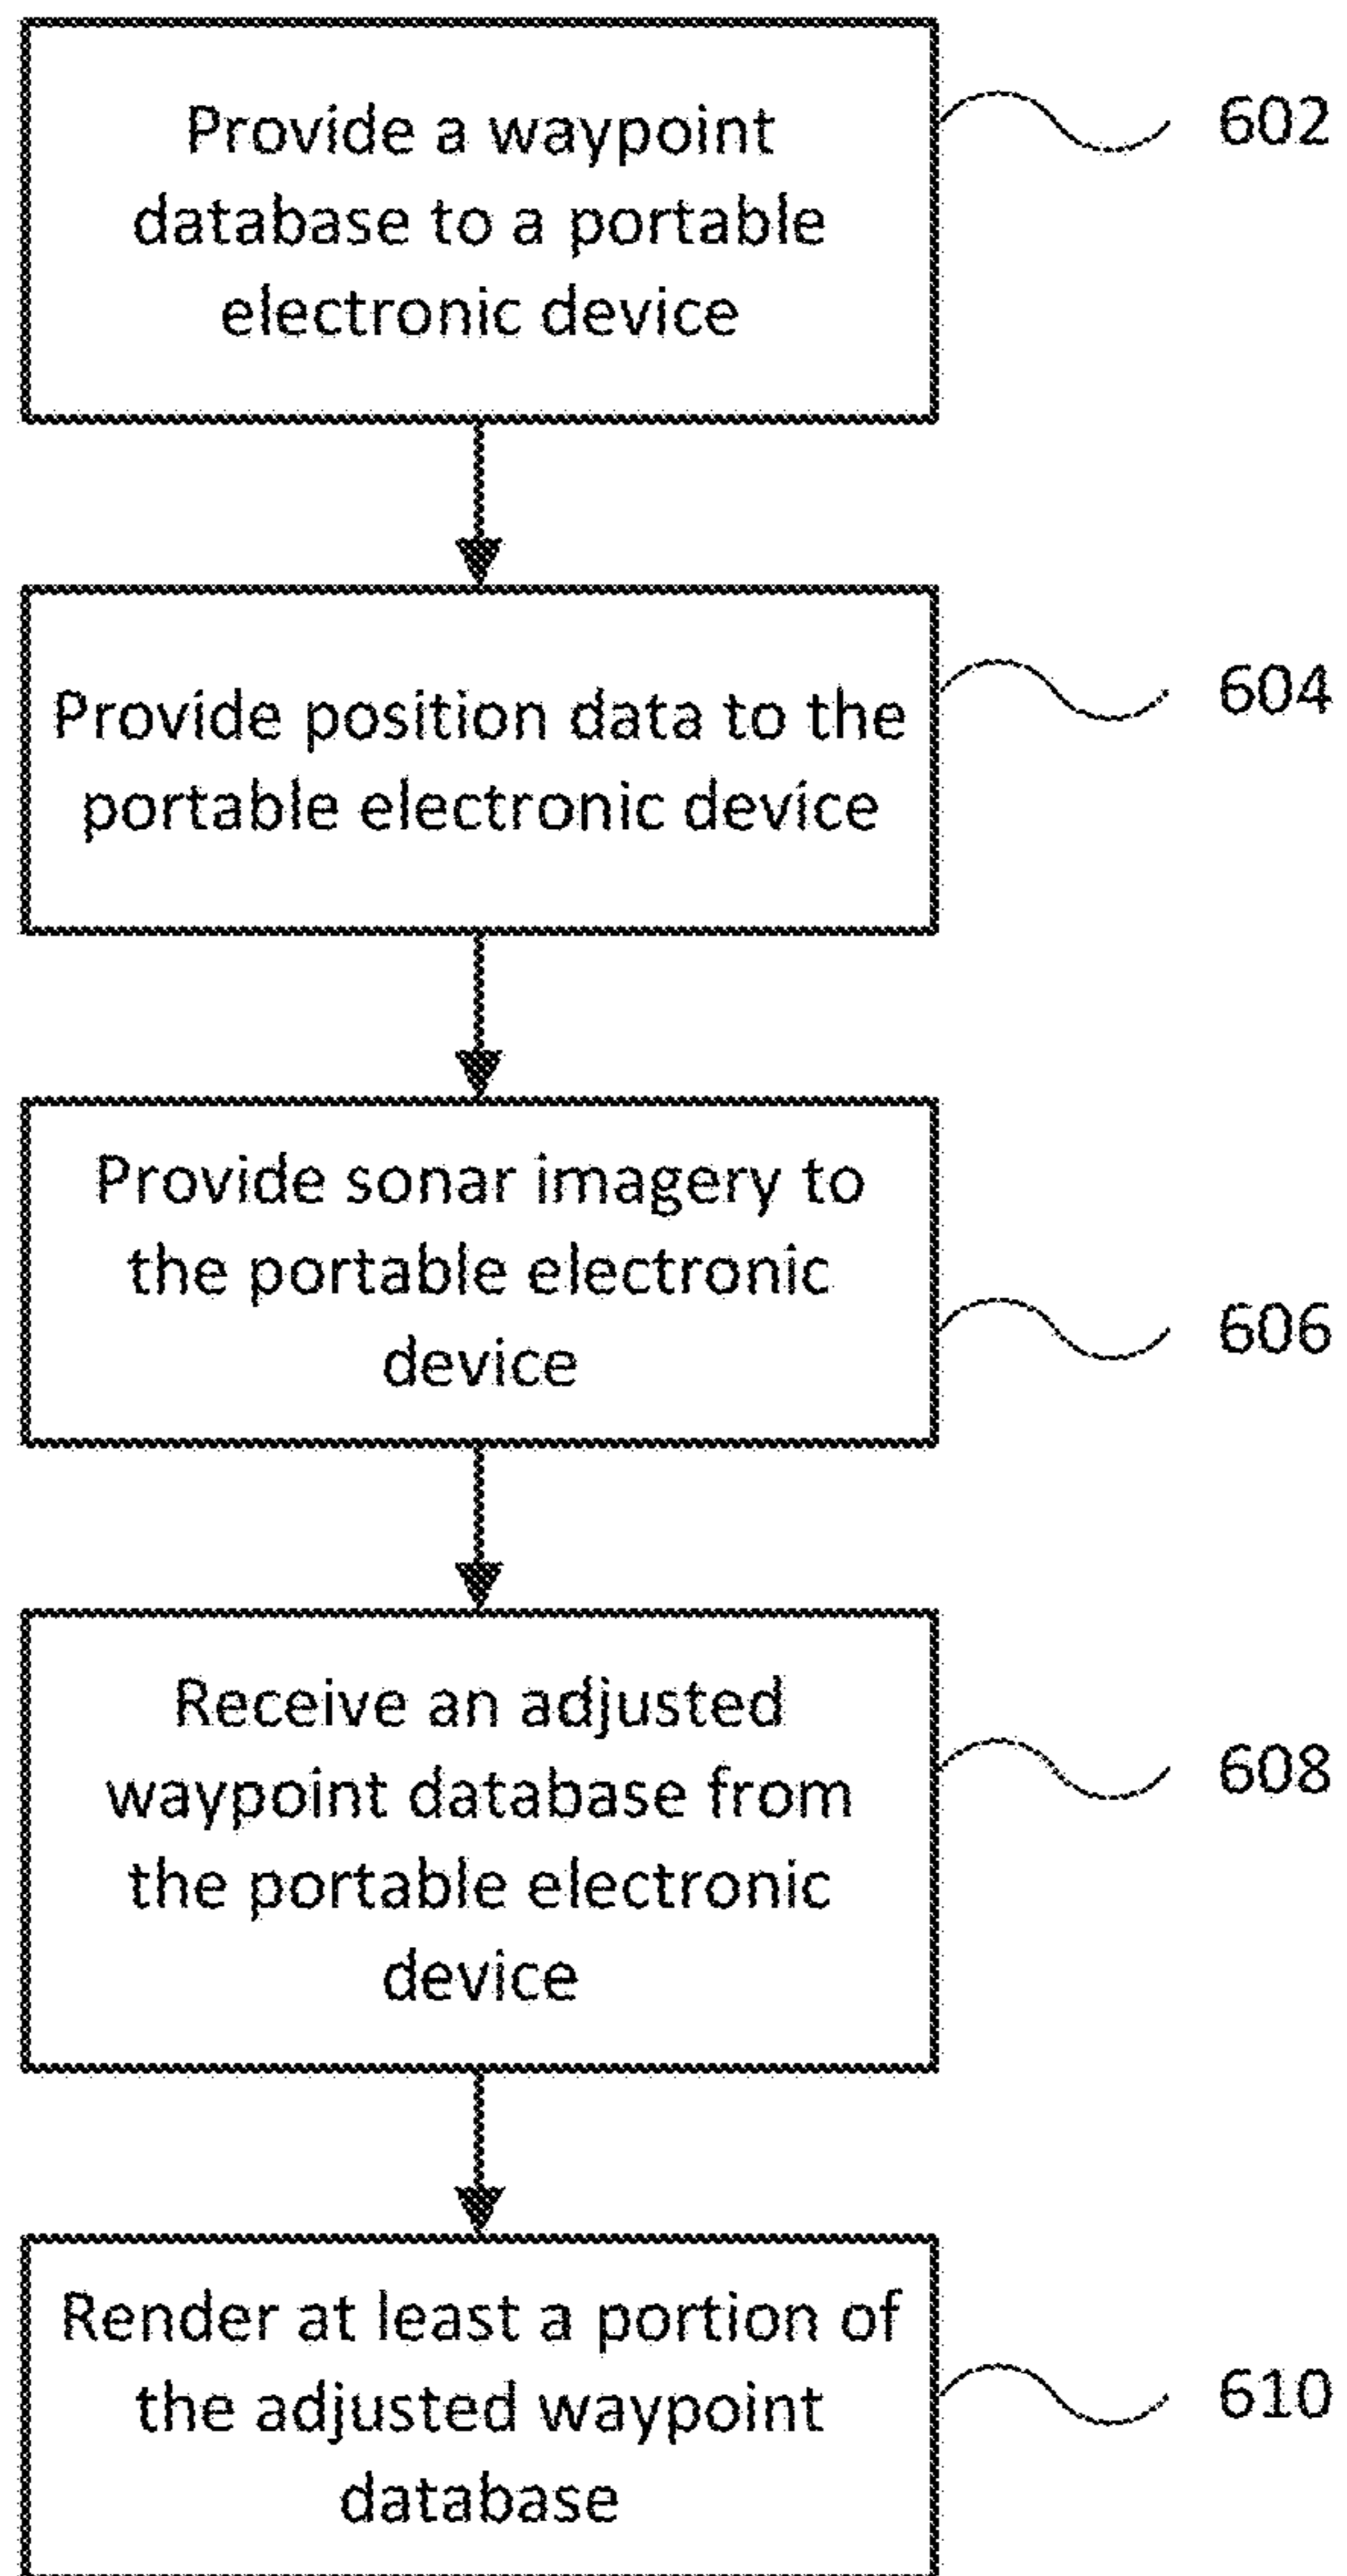 Provide a waypoint
database to a portable
electronic device
602
Provide position data to the
portable electronic device
604
Provide sonar imagery to
the portable electronic
device
606
Receive an adjusted
waypoint database from
the portable electronic
device
608
Render at least a portion of
the adjusted waypoint
database
610